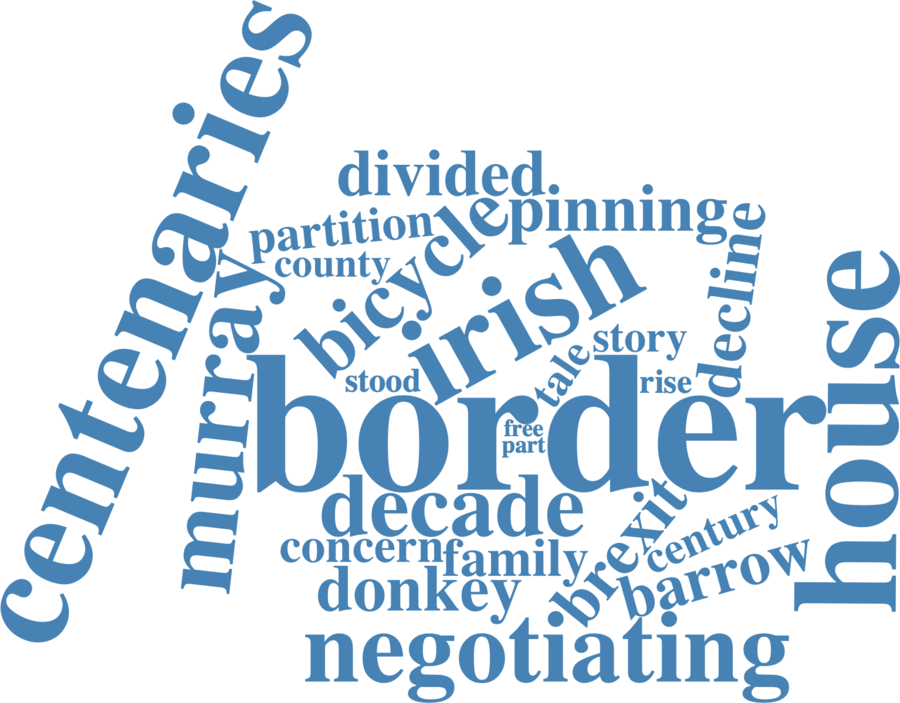 centenaries
divided
pinning
partition
bicycle
decline
county
irish
murray
house
story
tale
stood
rise
border
free
part
decade
brexit
century
concern
family
barrow
donkey
negotiating